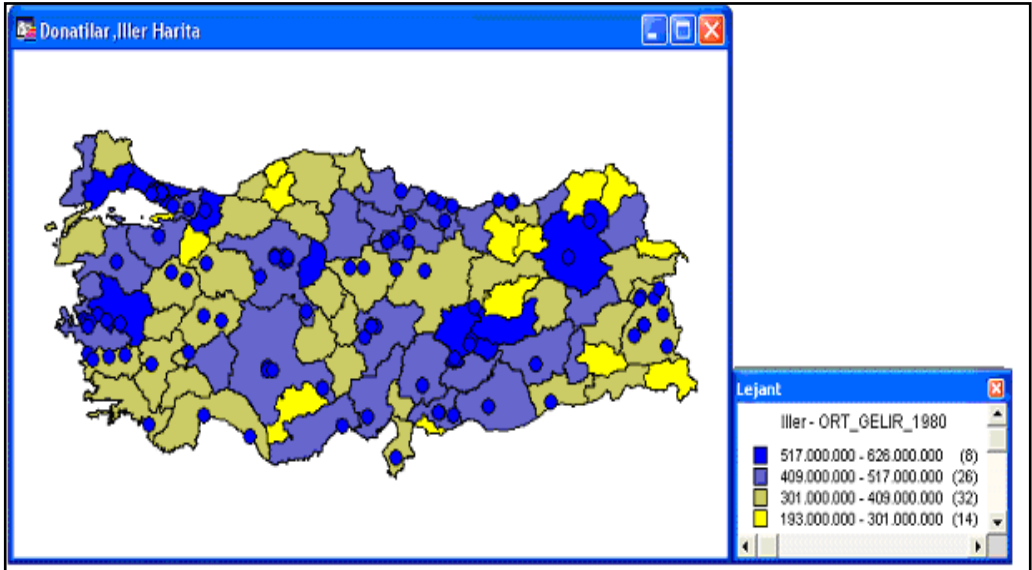 Donatilar ,Iller Harita
Lejant
Iller - ORT_GELIR_1980
517.000.000 - 626.000.000 (8)
409.000.000 - 517.000.000 (26)
301.000.000 - 409.000.000 (32)
193.000.000 - 301.000.000 (14)